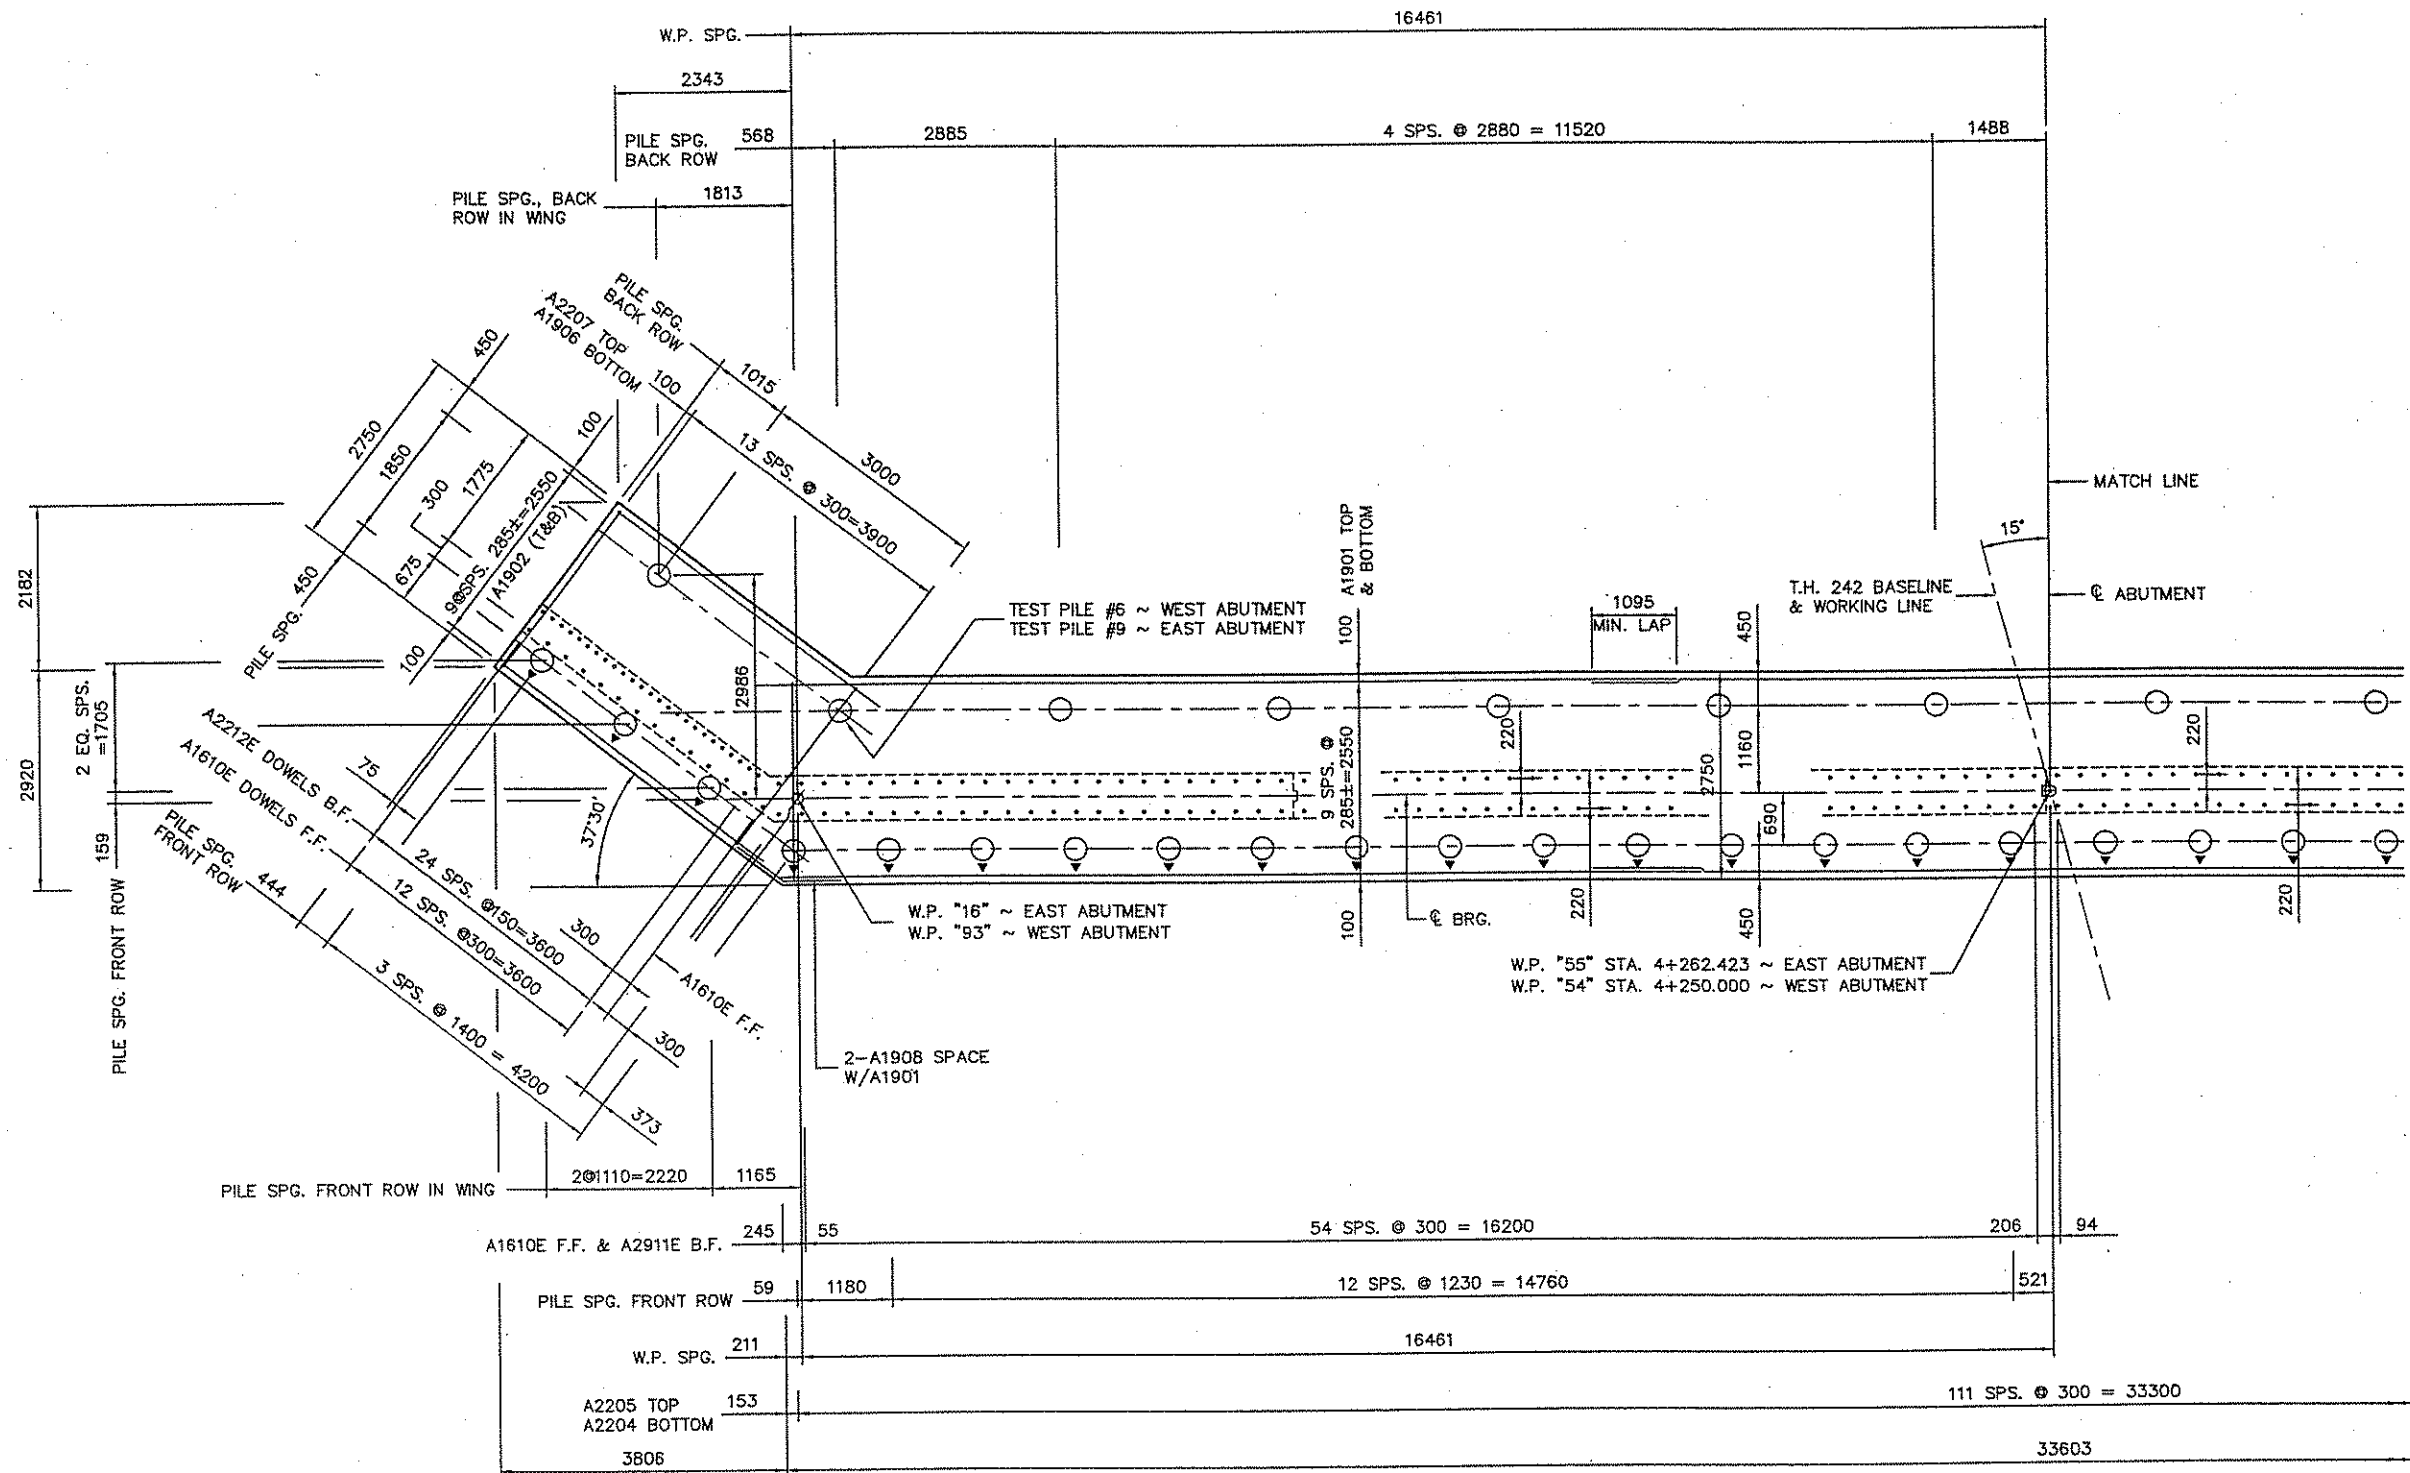 16461
W.P. SPG.
2343
PILE SPG.
BACK ROW
568
2885
4 SPS. @ 2880 = 11520
1488
PILE SPG., BACK
ROW IN WING
1813
PILE SPG.
BACK ROW
A2207 TOP
A1906 BOTTOM
100
1015
3000
13 SPS. @ 300=3900
450
2750
1850
1775
300
100
9@SPS. 285±=2550
A1902 (T&B)
675
450
PILE SPG.
100
MATCH LINE
15°
T.H. 242 BASELINE
& WORKING LINE
℄ ABUTMENT
A1901 TOP
& BOTTOM
100
1095
MIN. LAP
450
TEST PILE #6 ~ WEST ABUTMENT
TEST PILE #9 ~ EAST ABUTMENT
2182
2920
2 EQ. SPS.
=1705
159
PILE SPG. FRONT ROW
2986
9 SPS. @
285±=2550
220
2750
1160
690
220
A2212E DOWELS B.F.
A1610E DOWELS F.F.
75
37°30'
PILE SPG.
FRONT ROW
444
24 SPS. @150=3600
12 SPS. @300=3600
3 SPS. @ 1400 = 4200
300
A1610E F.F.
300
373
W.P. "16" ~ EAST ABUTMENT
W.P. "93" ~ WEST ABUTMENT
100
℄ BRG.
220
450
220
W.P. "55" STA. 4+262.423 ~ EAST ABUTMENT
W.P. "54" STA. 4+250.000 ~ WEST ABUTMENT
2-A1908 SPACE
W/A1901
PILE SPG. FRONT ROW IN WING
2@1110=2220
1165
A1610E F.F. & A2911E B.F.
245
55
54 SPS. @ 300 = 16200
206
94
PILE SPG. FRONT ROW
59
1180
12 SPS. @ 1230 = 14760
521
W.P. SPG.
211
16461
A2205 TOP
A2204 BOTTOM
153
111 SPS. @ 300 = 33300
3806
33603